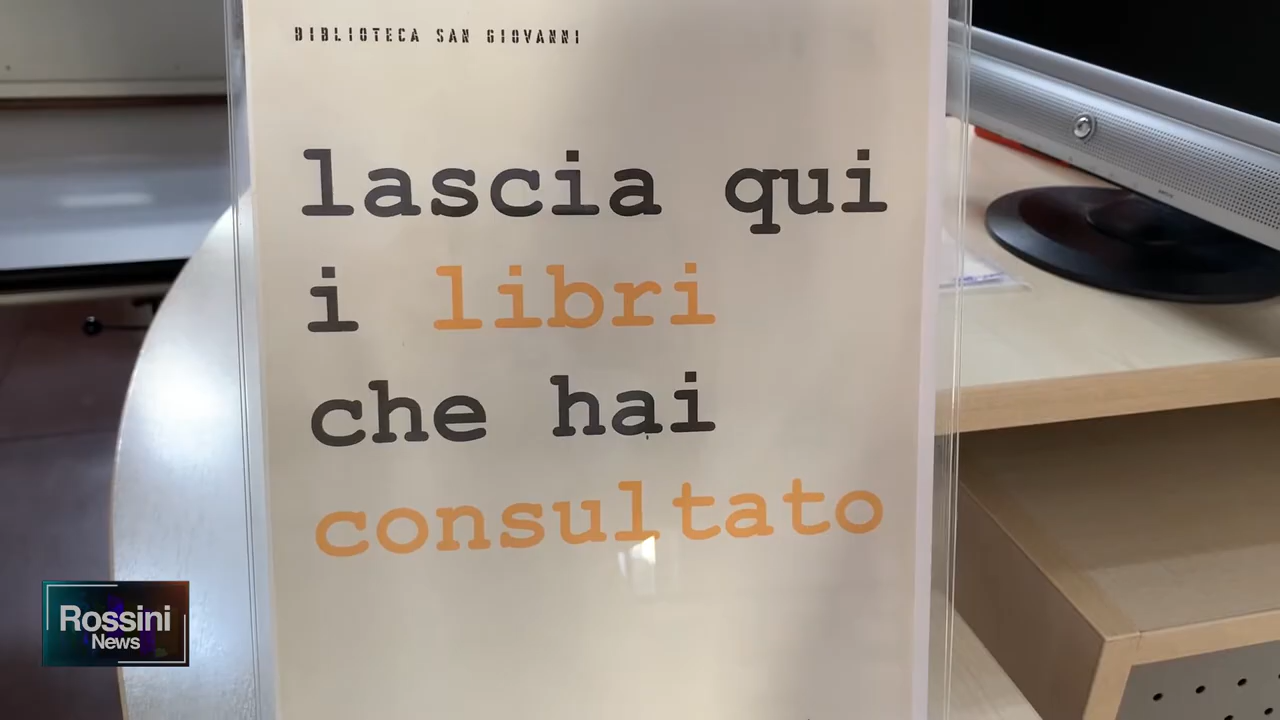 BIBLIOTECA SAN GIOVANNI
lascia qui
i libri
che hai
consultato
Rossini
News